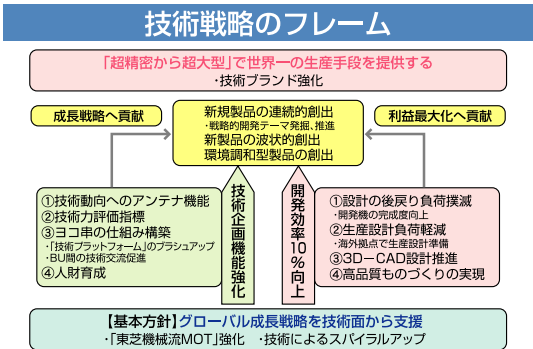 技術戦略のフレーム
「超精密から超大型」で世界一の生産手段を提供する
・技術ブランド強化
成長戦略へ貢献
新規製品の連続的創出
・戦略的開発テーマ発掘、推進
新製品の波状的創出
環境調和型製品の創出
利益最大化へ貢献
①技術動向へのアンテナ機能
②技術力評価指標
③ヨコ串の仕組み構築
・「技術プラットフォーム」のブラシュアップ
・BU間の技術交流促進
④人財育成
技術企画機能強化
開発効率10%向上
①設計の後戻り負荷撲滅
・開発機の完成度向上
②生産設計負荷軽減
・海外拠点で生産設計準備
③3D－CAD設計推進
④高品質ものづくりの実現
【基本方針】グローバル成長戦略を技術面から支援
・「東芝機械流MOT」強化 ・技術によるスパイラルアップ